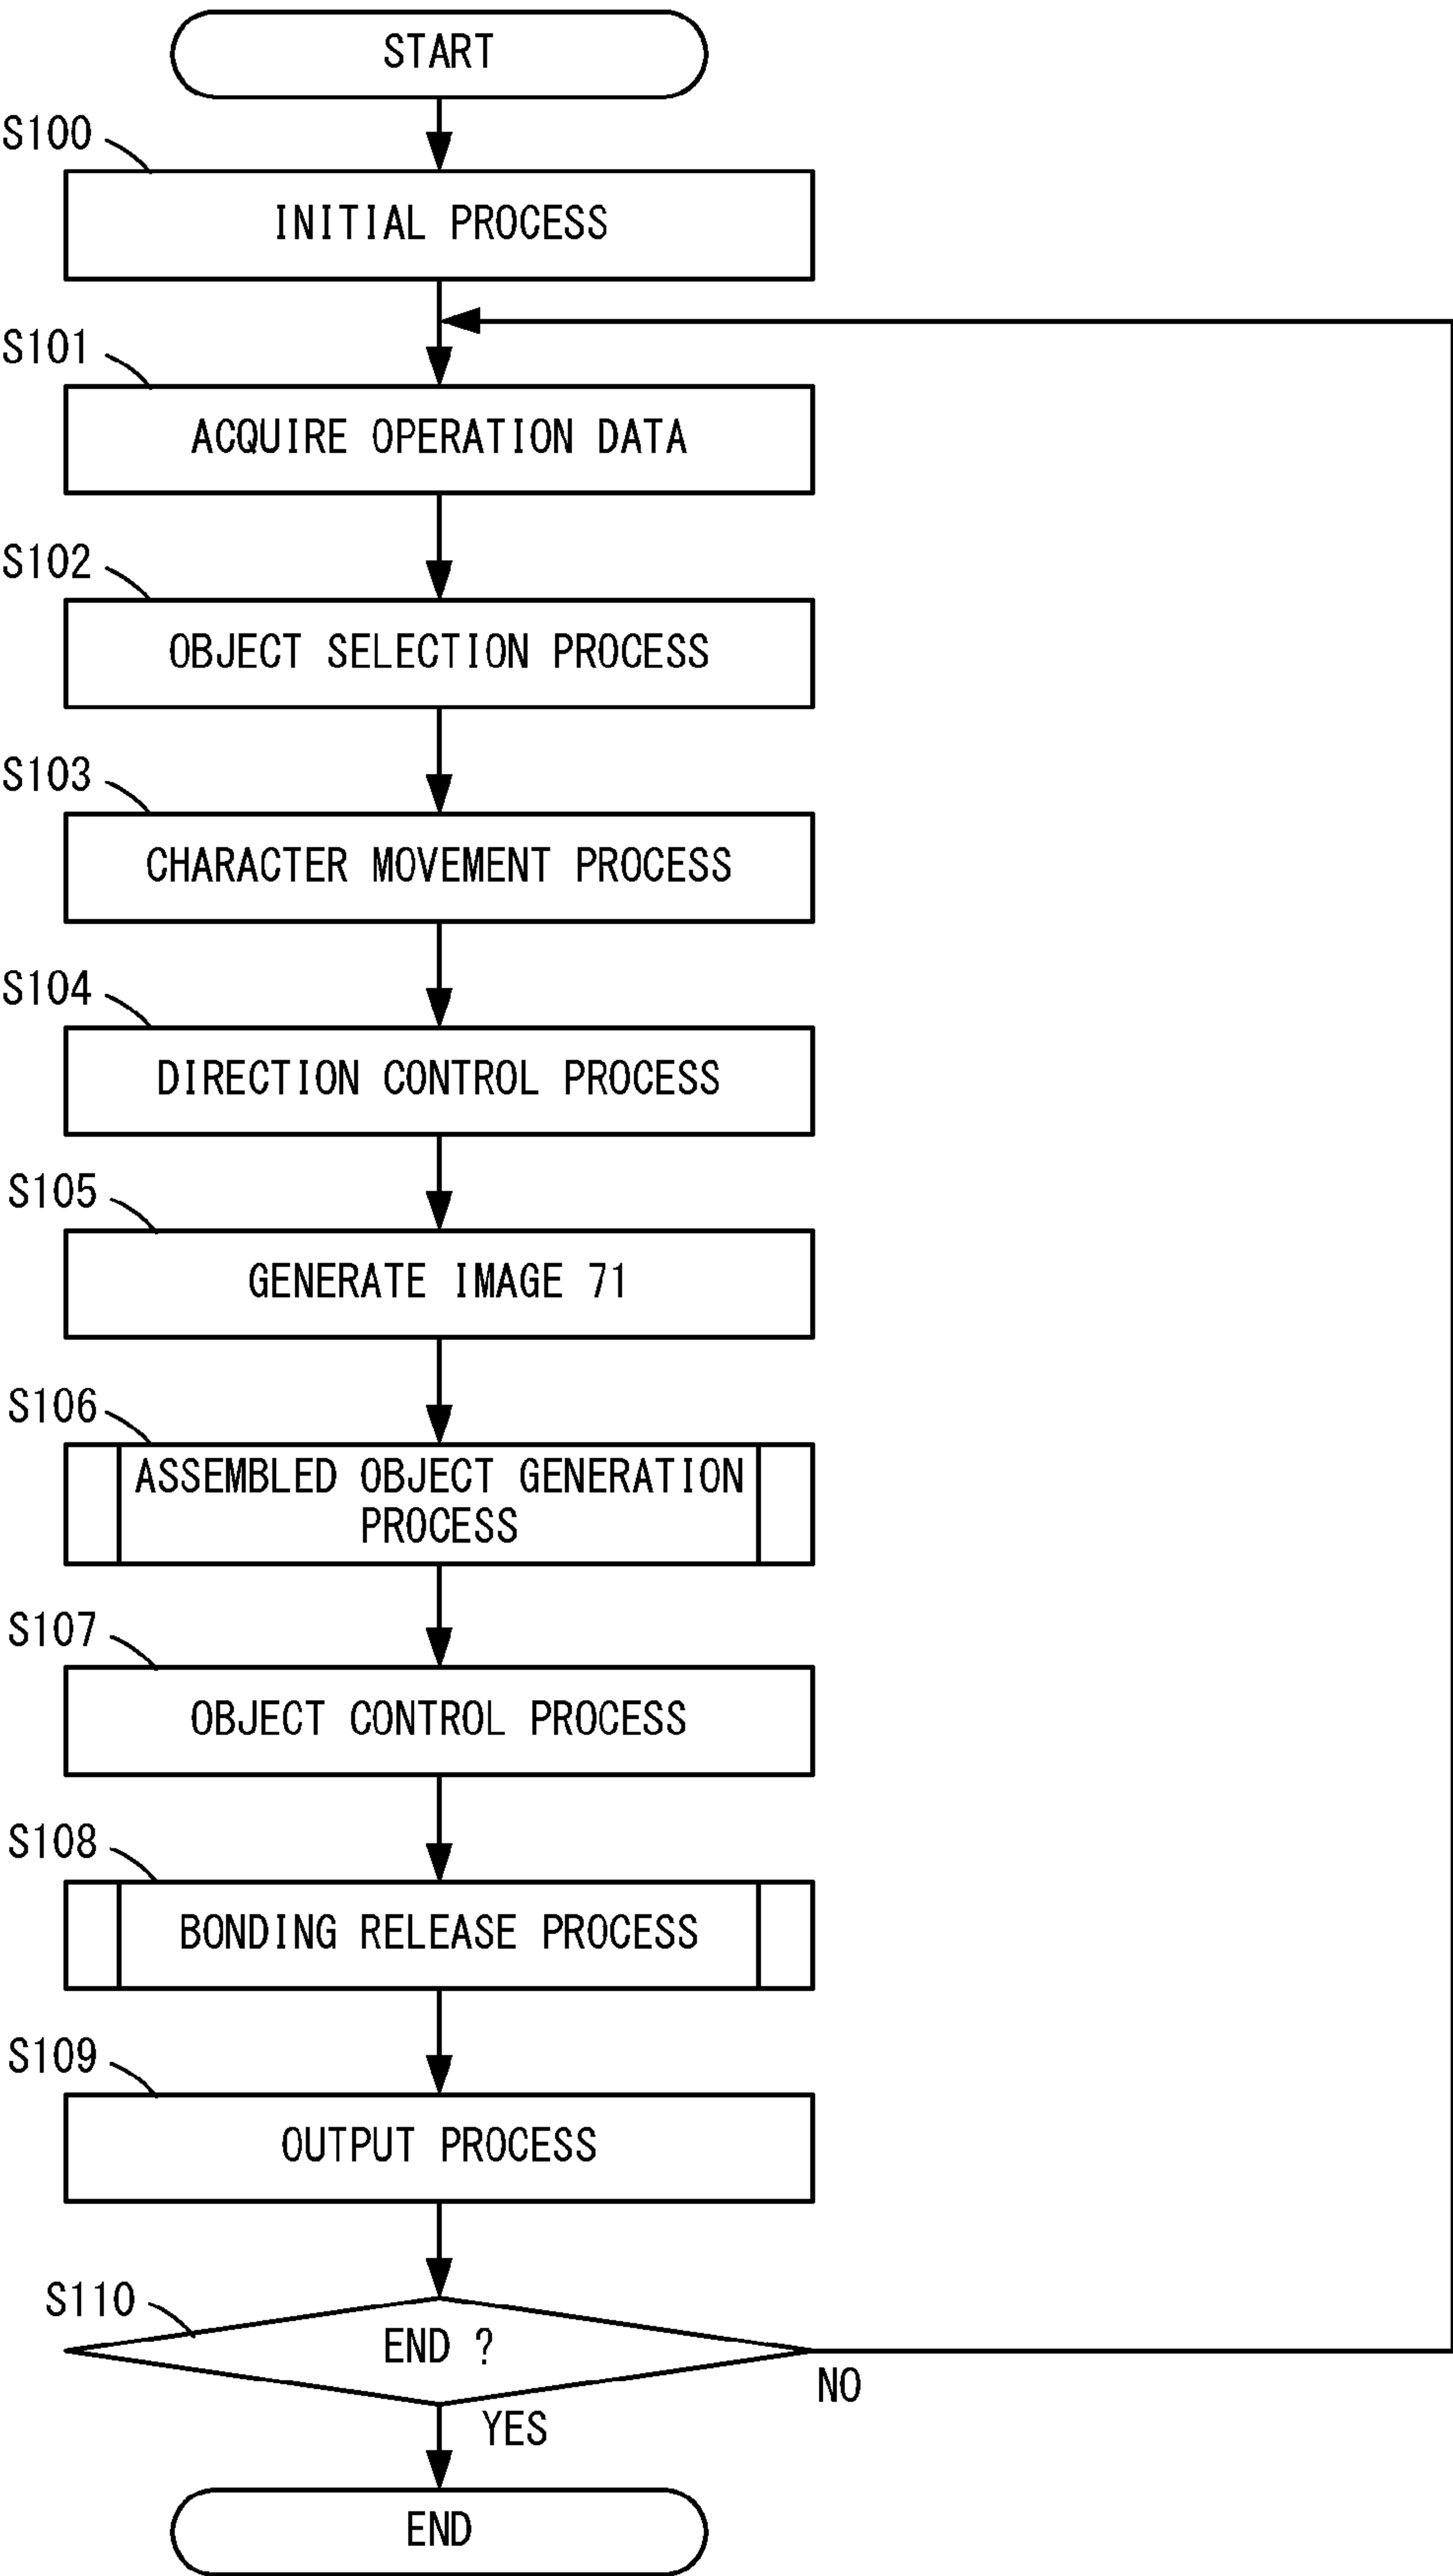 START
S100
INITIAL PROCESS
S101
ACQUIRE OPERATION DATA
S102
OBJECT SELECTION PROCESS
S103
CHARACTER MOVEMENT PROCESS
S104
DIRECTION CONTROL PROCESS
S105
GENERATE IMAGE 71
S106
ASSEMBLED OBJECT GENERATION
PROCESS
S107
OBJECT CONTROL PROCESS
S108
BONDING RELEASE PROCESS
S109
OUTPUT PROCESS
S110
END ?
NO
YES
END